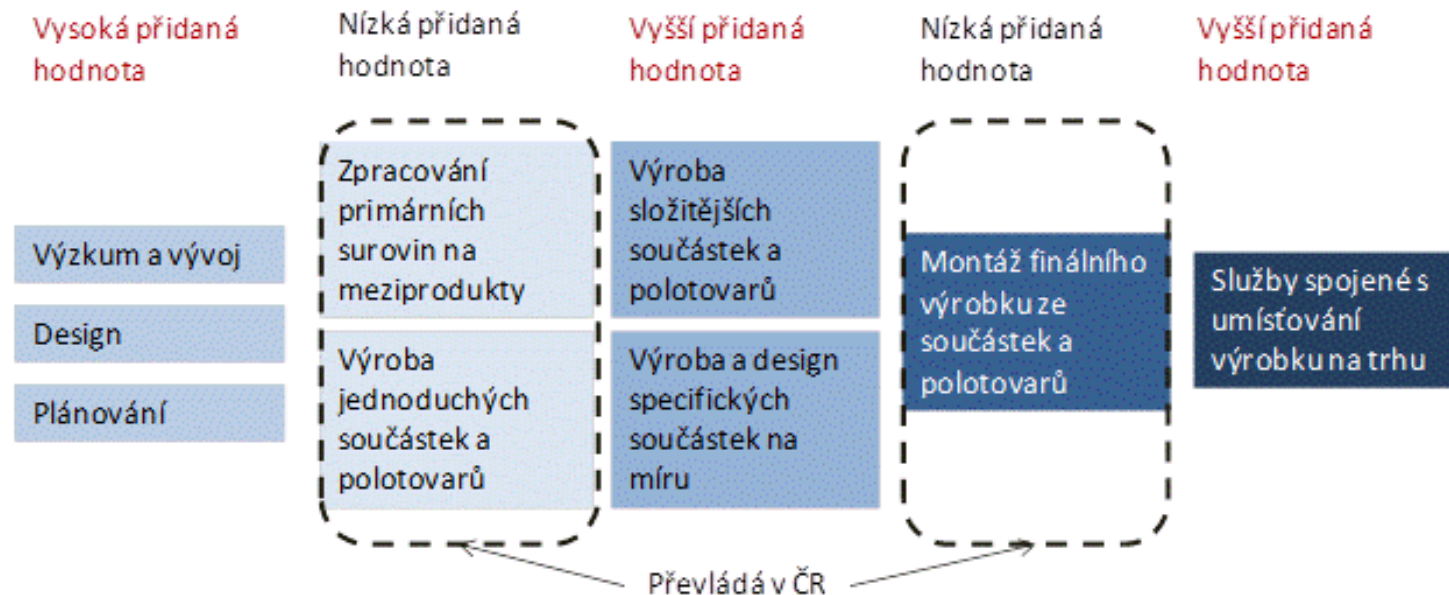 Vysoká přidaná
hodnota
Nízká přidaná
hodnota
Vyšší přidaná
hodnota
Nízká přidaná
hodnota
Vyšší přidaná
hodnota
Výzkum a vývoj
Design
Plánování
Zpracování
primárních
surovin na
meziprodukty
Výroba
jednoduchých
součástek a
polotovarů
Výroba
složitějších
součástek a
polotovarů
Výroba a design
specifických
součástek na
míru
Montáž finálního
výrobku ze
součástek a
polotovarů
Služby spojené s
umísťování
výrobku na trhu
Převládá v ČR